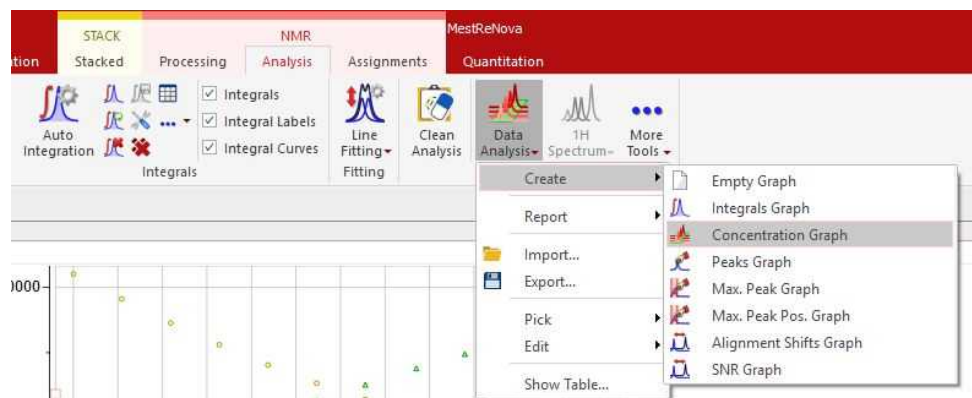 MestReNova
STACK
NMR
tion
Stacked
Processing
Analysis
Assignments
Quantitation
Auto
Integration
Integrals
Integral Labels
Integral Curves
Integrals
Line
Fitting
Fitting
Clean
Analysis
Data
Analysis
1H
Spectrum
More
Tools
Create
Report
Import...
Export...
Pick
Edit
Show Table...
Empty Graph
Integrals Graph
Concentration Graph
Peaks Graph
Max. Peak Graph
Max. Peak Pos. Graph
Alignment Shifts Graph
SNR Graph
0000